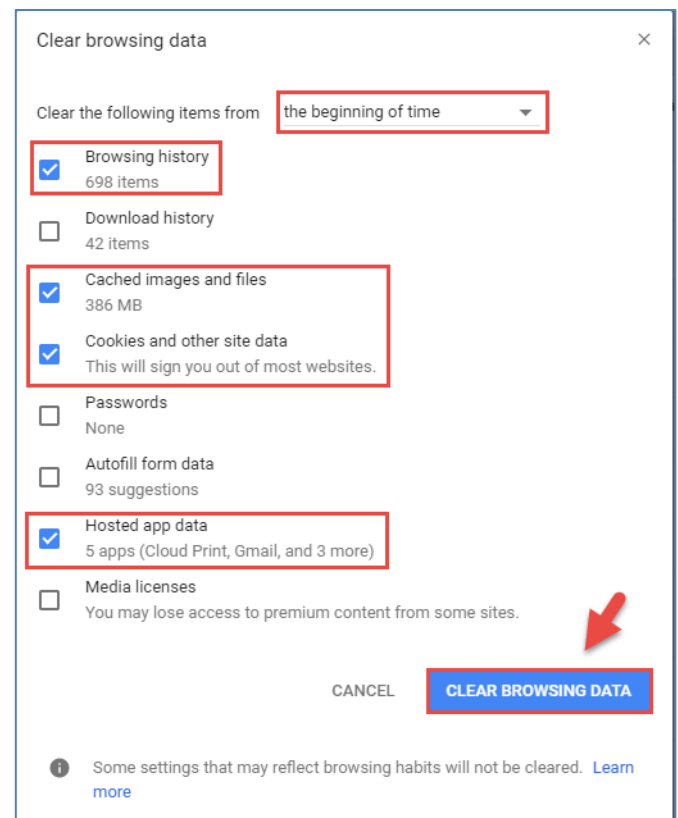 Clear browsing data
Clear the following items from the beginning of time
Browsing history
698 items
Download history
42 items
Cached images and files
386 MB
Cookies and other site data
This will sign you out of most websites.
Passwords
None
Autofill form data
93 suggestions
Hosted app data
5 apps (Cloud Print, Gmail, and 3 more)
Media licenses
You may lose access to premium content from some sites.
CANCEL CLEAR BROWSING DATA
Some settings that may reflect browsing habits will not be cleared. Learn
more